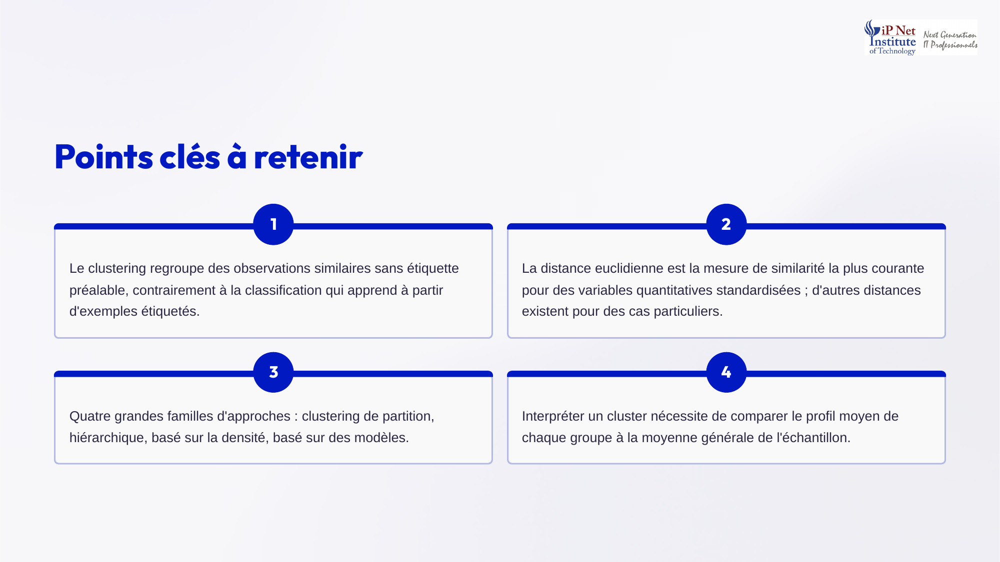 iP Net
Institute
of Technology
Next Generation
IT Professionnels
Points clés à retenir
1
Le clustering regroupe des observations similaires sans étiquette
préalable, contrairement à la classification qui apprend à partir
d'exemples étiquetés.
2
La distance euclidienne est la mesure de similarité la plus courante
pour des variables quantitatives standardisées ; d'autres distances
existent pour des cas particuliers.
3
Quatre grandes familles d'approches : clustering de partition,
hiérarchique, basé sur la densité, basé sur des modèles.
4
Interpréter un cluster nécessite de comparer le profil moyen de
chaque groupe à la moyenne générale de l'échantillon.